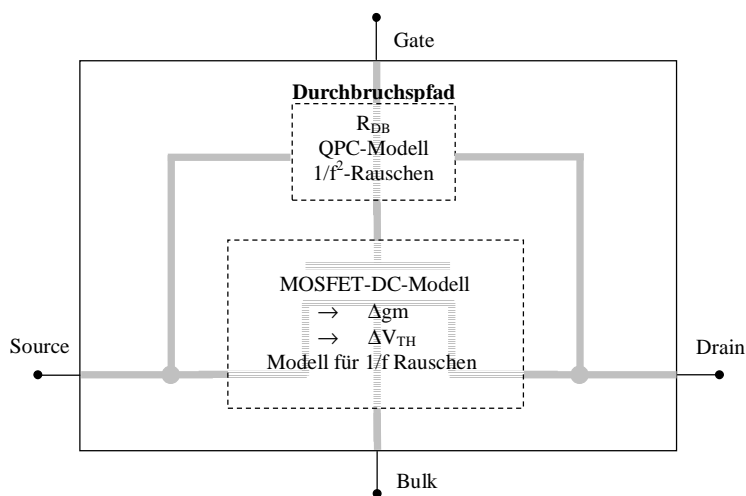 Gate
Durchbruchspfad
R_DB
QPC-Modell
1/f²-Rauschen
MOSFET-DC-Modell
→ Δgm
→ ΔV_TH
Modell für 1/f Rauschen
Source
Drain
Bulk